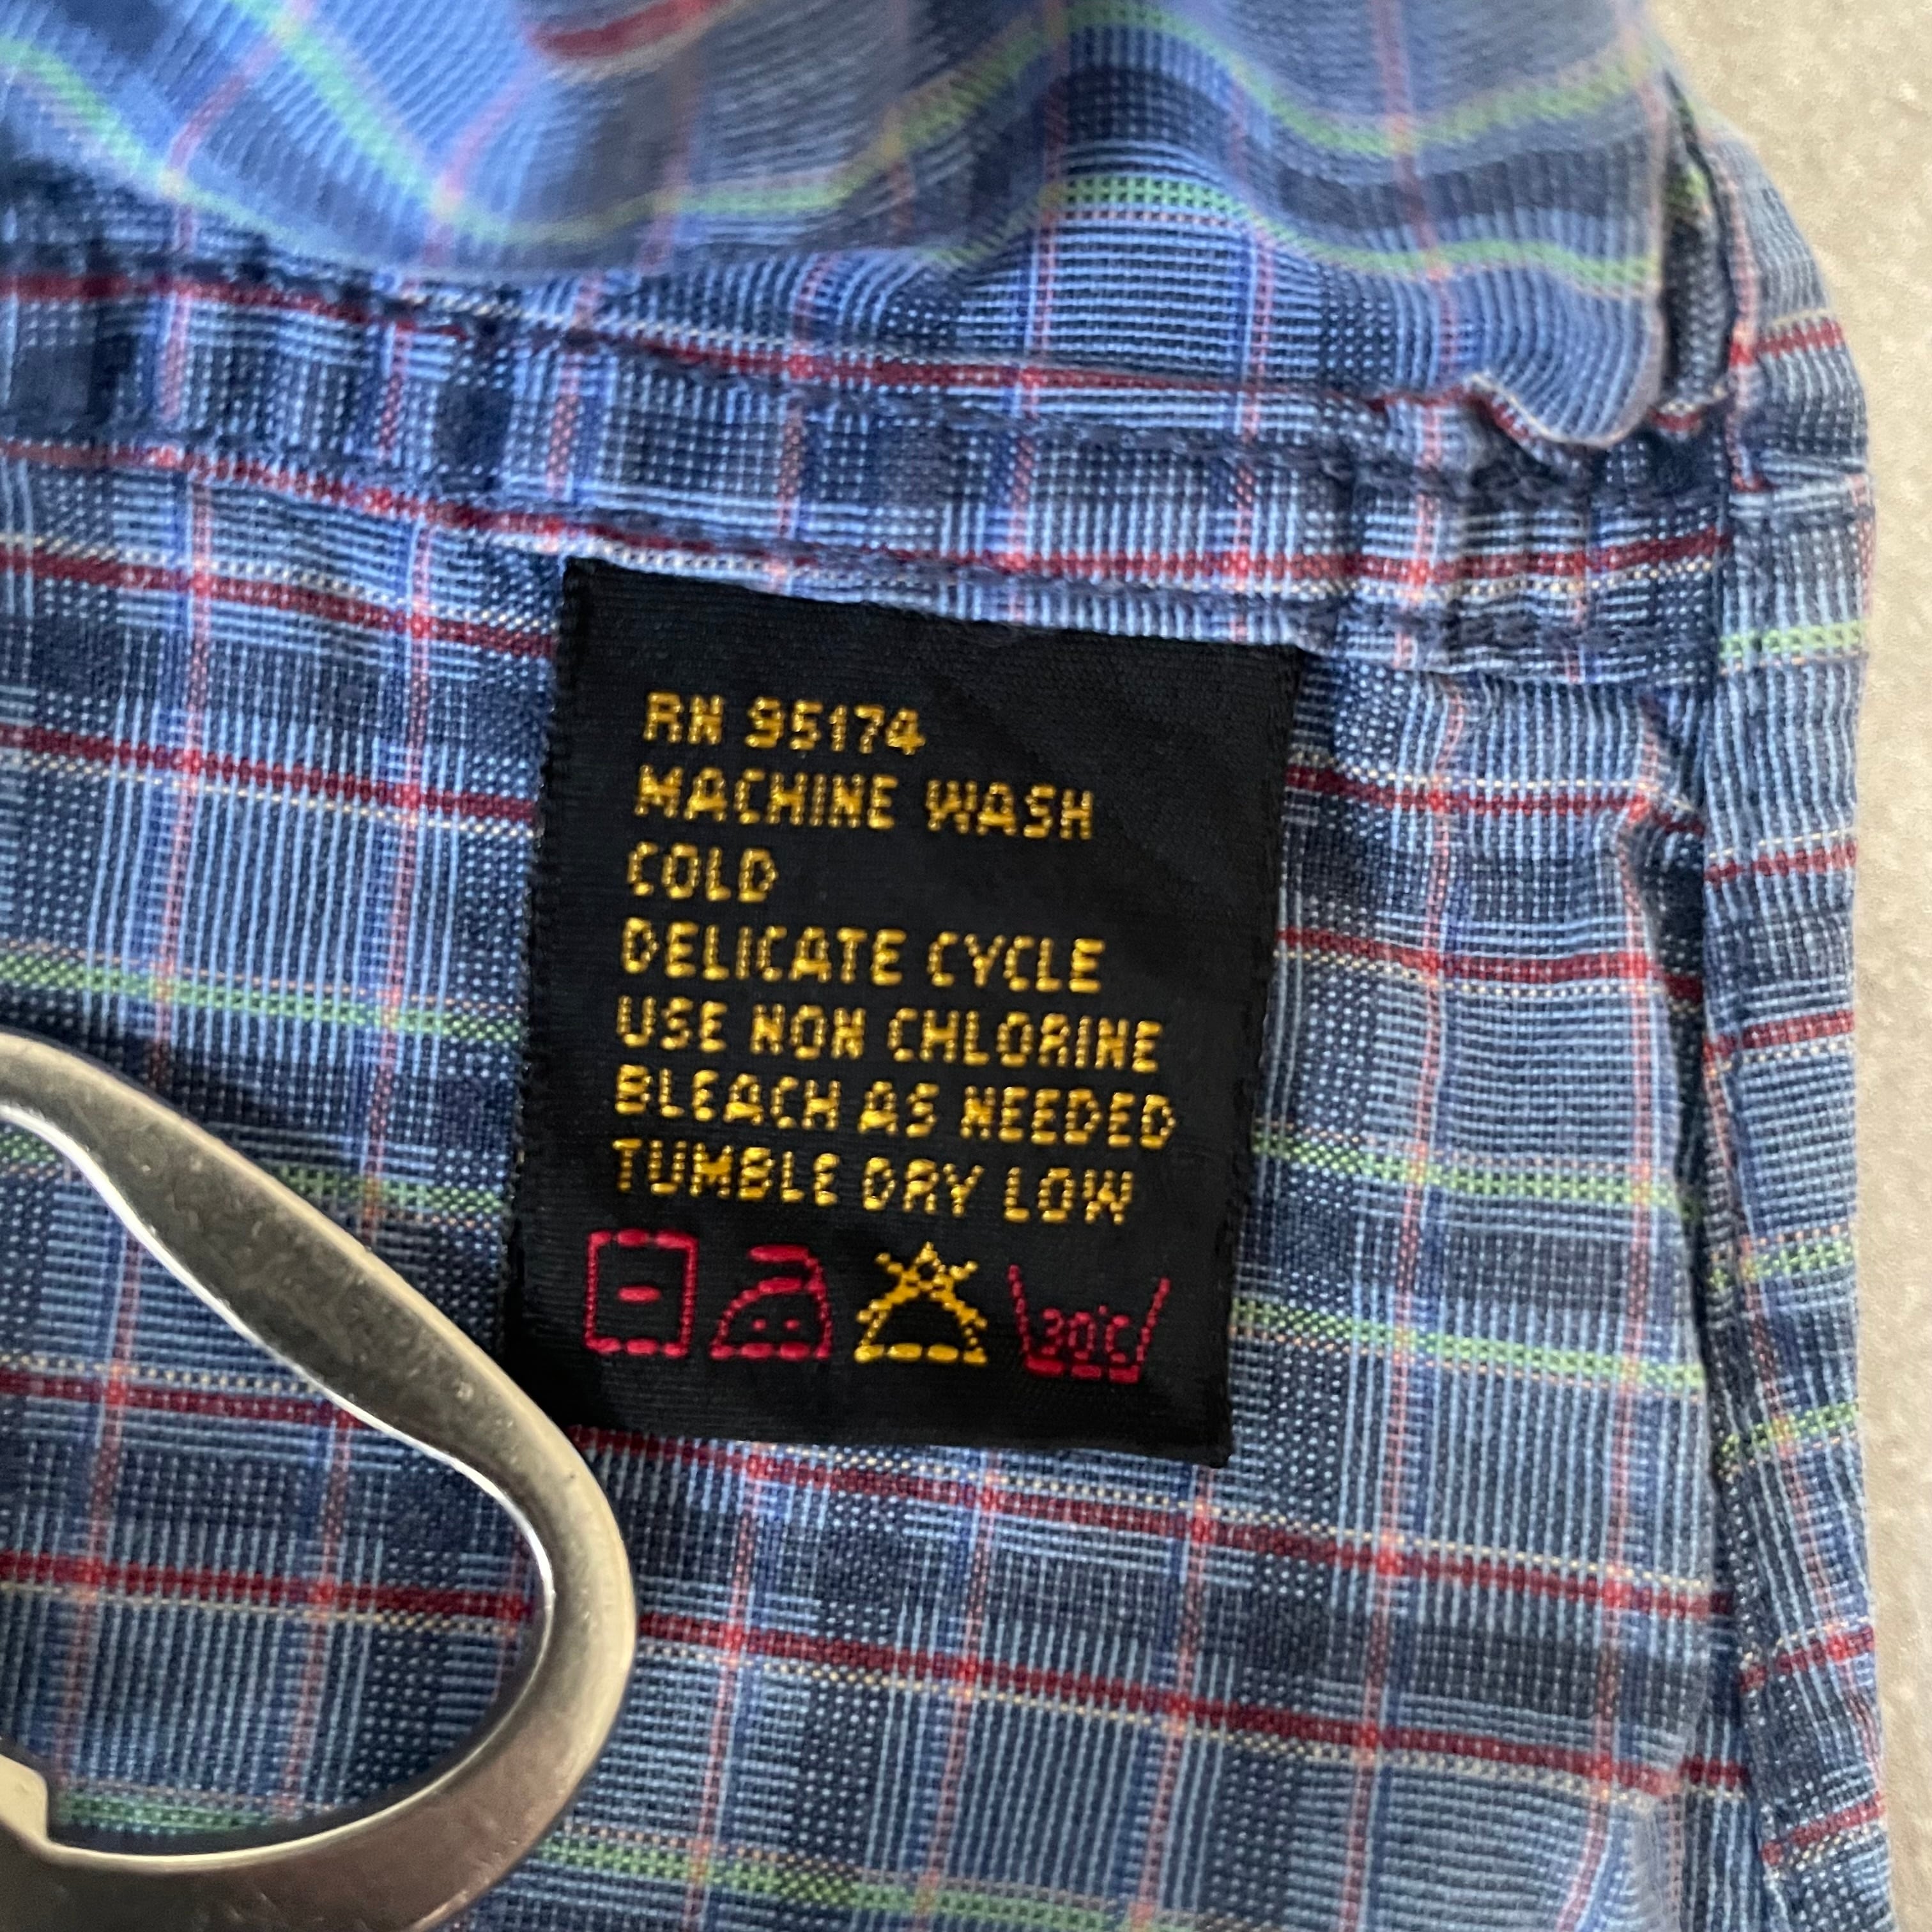 RN 95174
MACHINE WASH
COLD
DELICATE CYCLE
USE NON CHLORINE
BLEACH AS NEEDED
TUMBLE DRY LOW
30°C